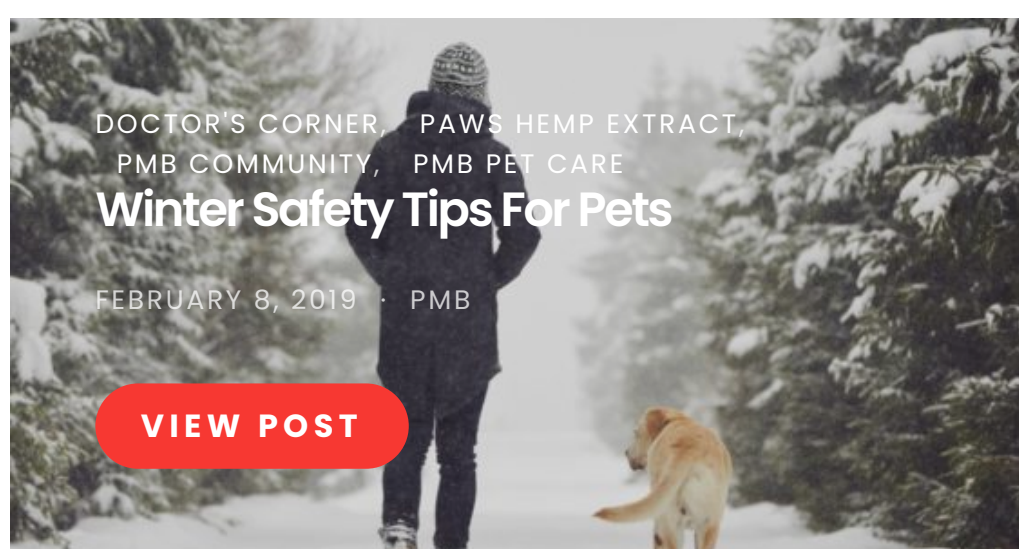 DOCTOR'S CORNER, PAWS HEMP EXTRACT,
PMB COMMUNITY, PMB PET CARE
Winter Safety Tips For Pets
FEBRUARY 8, 2019 · PMB
VIEW POST